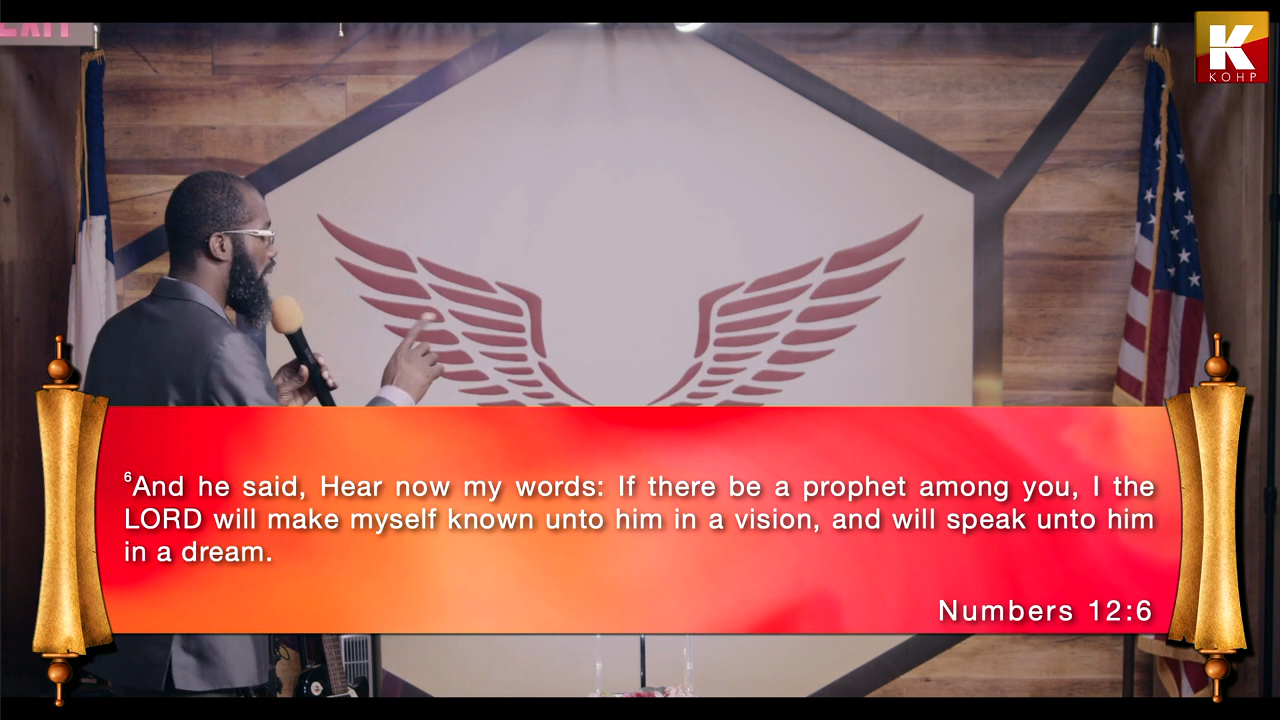 EXIT
K
KOHP
6And he said, Hear now my words: If there be a prophet among you, I the
LORD will make myself known unto him in a vision, and will speak unto him
in a dream.
Numbers 12:6